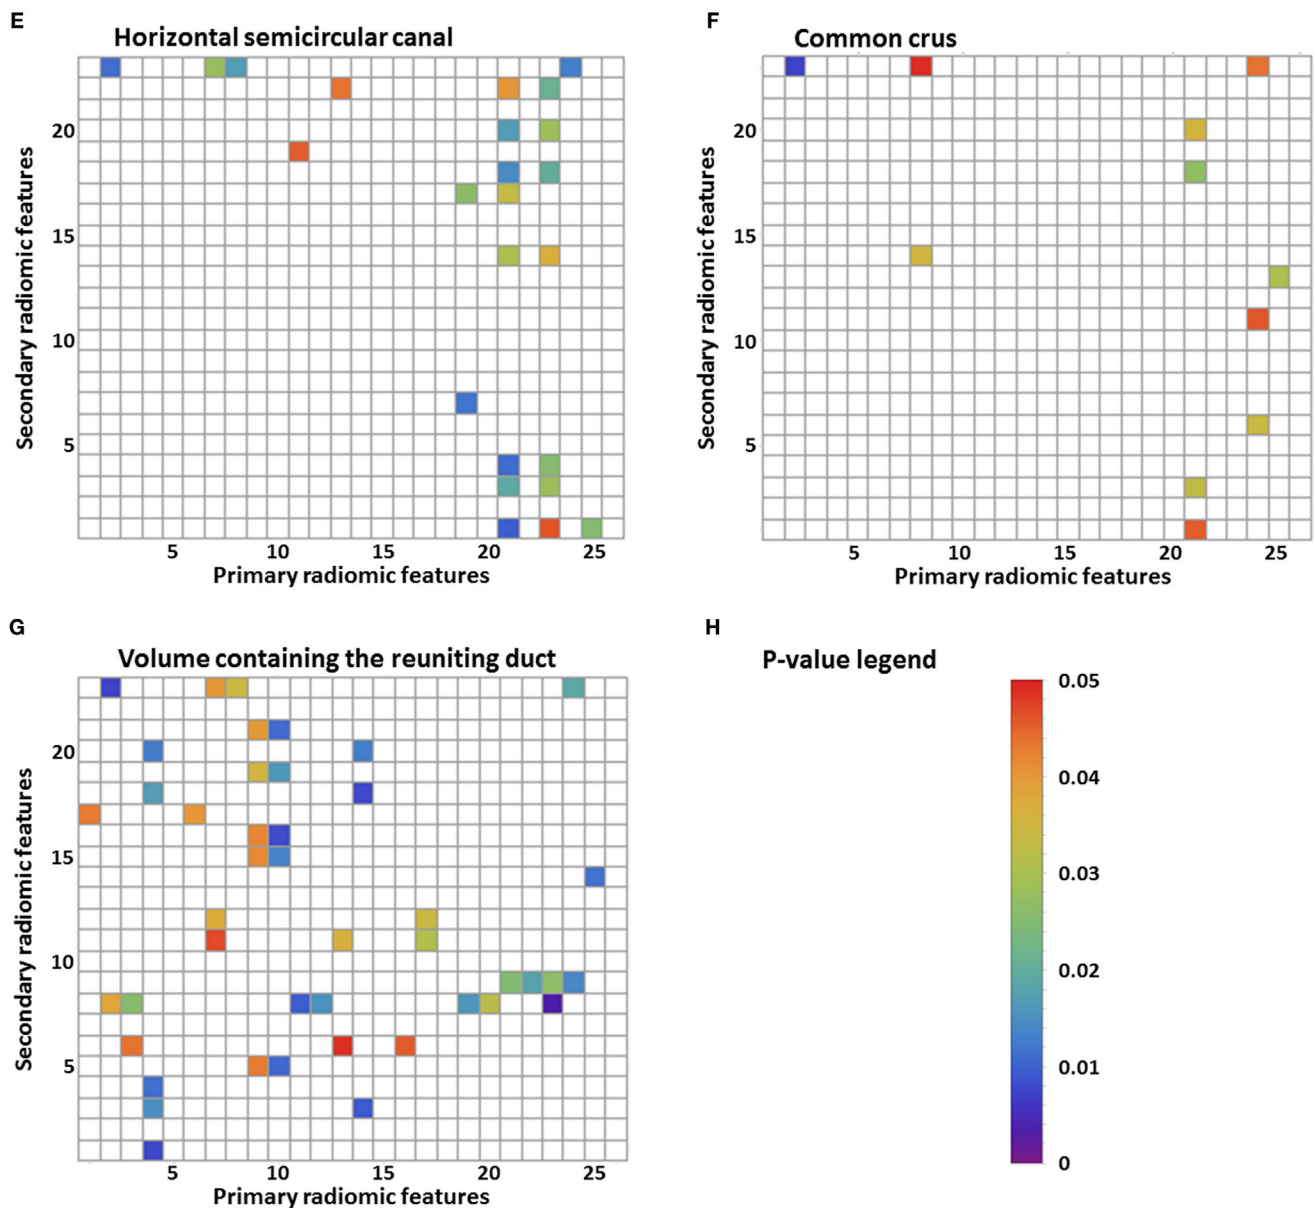 E
Horizontal semicircular canal
Secondary radiomic features
20
15
10
5
5 10 15 20 25
Primary radiomic features
F
Common crus
Secondary radiomic features
20
15
10
5
5 10 15 20 25
Primary radiomic features
G
Volume containing the reuniting duct
Secondary radiomic features
20
15
10
5
5 10 15 20 25
Primary radiomic features
H
P-value legend
0.05
0.04
0.03
0.02
0.01
0